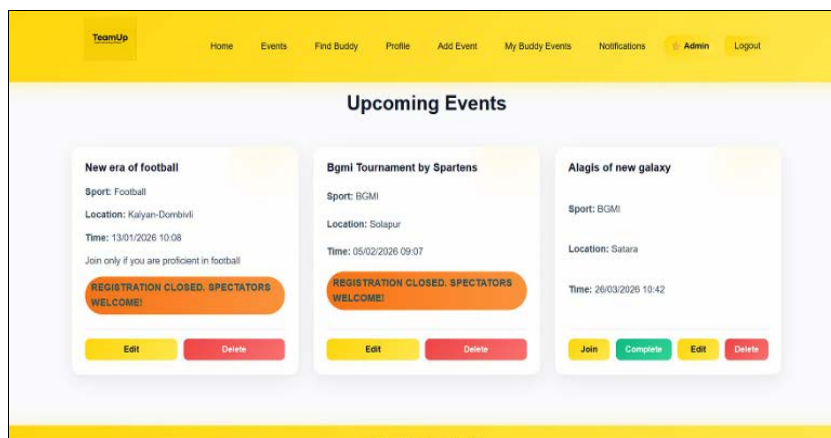 TeamUp
Home Events Find Buddy Profile Add Event My Buddy Events Notifications Admin Logout
Upcoming Events
New era of football
Sport: Football
Location: Kalyan-Dombivli
Time: 13/01/2026 10:08
Join only if you are proficient in football
REGISTRATION CLOSED. SPECTATORS
WELCOME!
Edit Delete
Bgmi Tournament by Spartens
Sport: BGMI
Location: Solapur
Time: 05/02/2026 09:07
REGISTRATION CLOSED. SPECTATORS
WELCOME!
Edit Delete
Alagis of new galaxy
Sport: BGMI
Location: Satara
Time: 26/03/2026 10:42
Join Complete Edit Delete